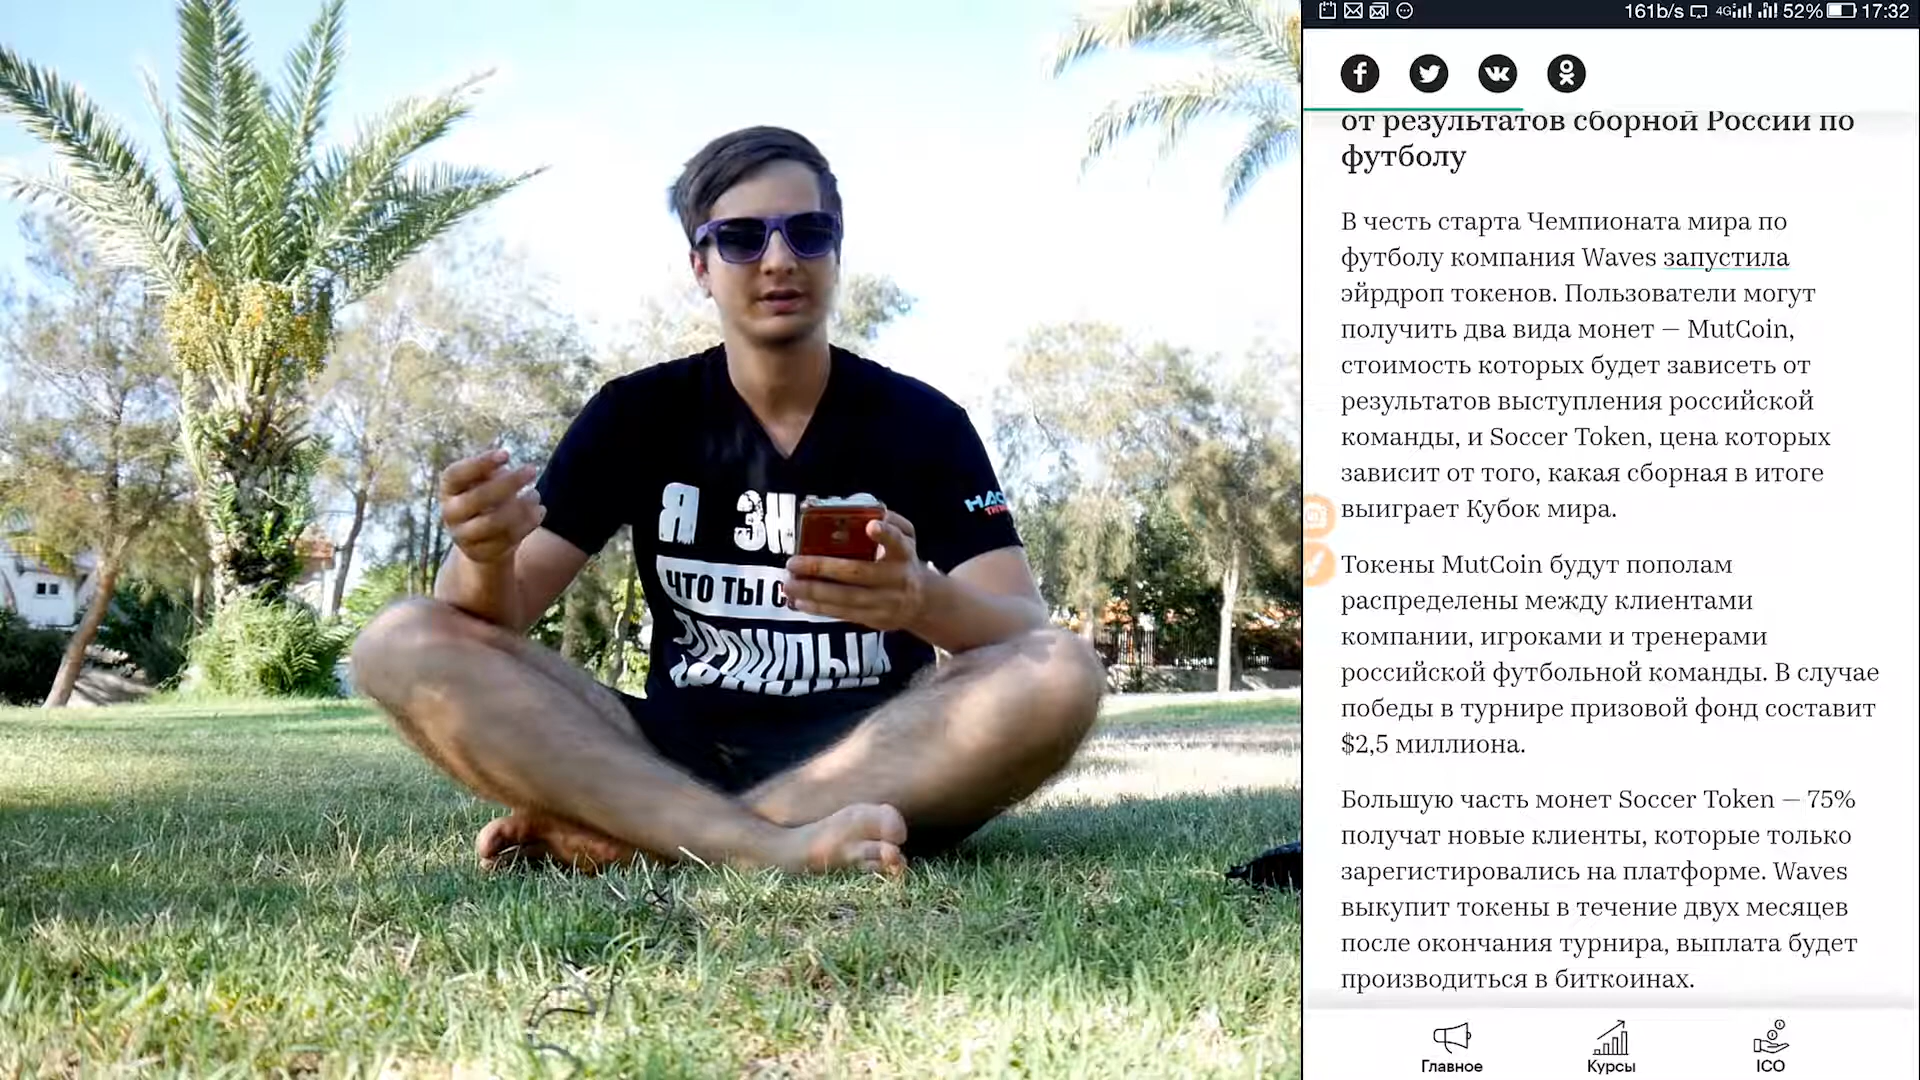 161b/s 4G 52% 17:32
от результатов сборной России по
футболу
В честь старта Чемпионата мира по
футболу компания Waves запустила
эйрдроп токенов. Пользователи могут
получить два вида монет — MutCoin,
стоимость которых будет зависеть от
результатов выступления российской
команды, и Soccer Token, цена которых
зависит от того, какая сборная в итоге
выиграет Кубок мира.
Токены MutCoin будут пополам
распределены между клиентами
компании, игроками и тренерами
российской футбольной команды. В случае
победы в турнире призовой фонд составит
$2,5 миллиона.
Большую часть монет Soccer Token — 75%
получат новые клиенты, которые только
зарегистировались на платформе. Waves
выкупит токены в течение двух месяцев
после окончания турнира, выплата будет
производиться в биткоинах.
Главное
Курсы
ICO
Я
ЧТО ТЫ